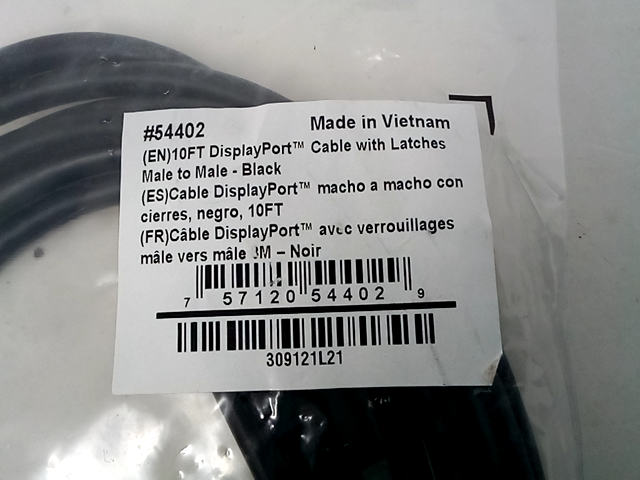 #54402 Made in Vietnam
(EN)10FT DisplayPort™ Cable with Latches
Male to Male - Black
(ES)Cable DisplayPort™ macho a macho con
cierres, negro, 10FT
(FR)Câble DisplayPort™ avec verrouillages
mâle vers mâle 3M – Noir
7 57120 54402 9
309121L21